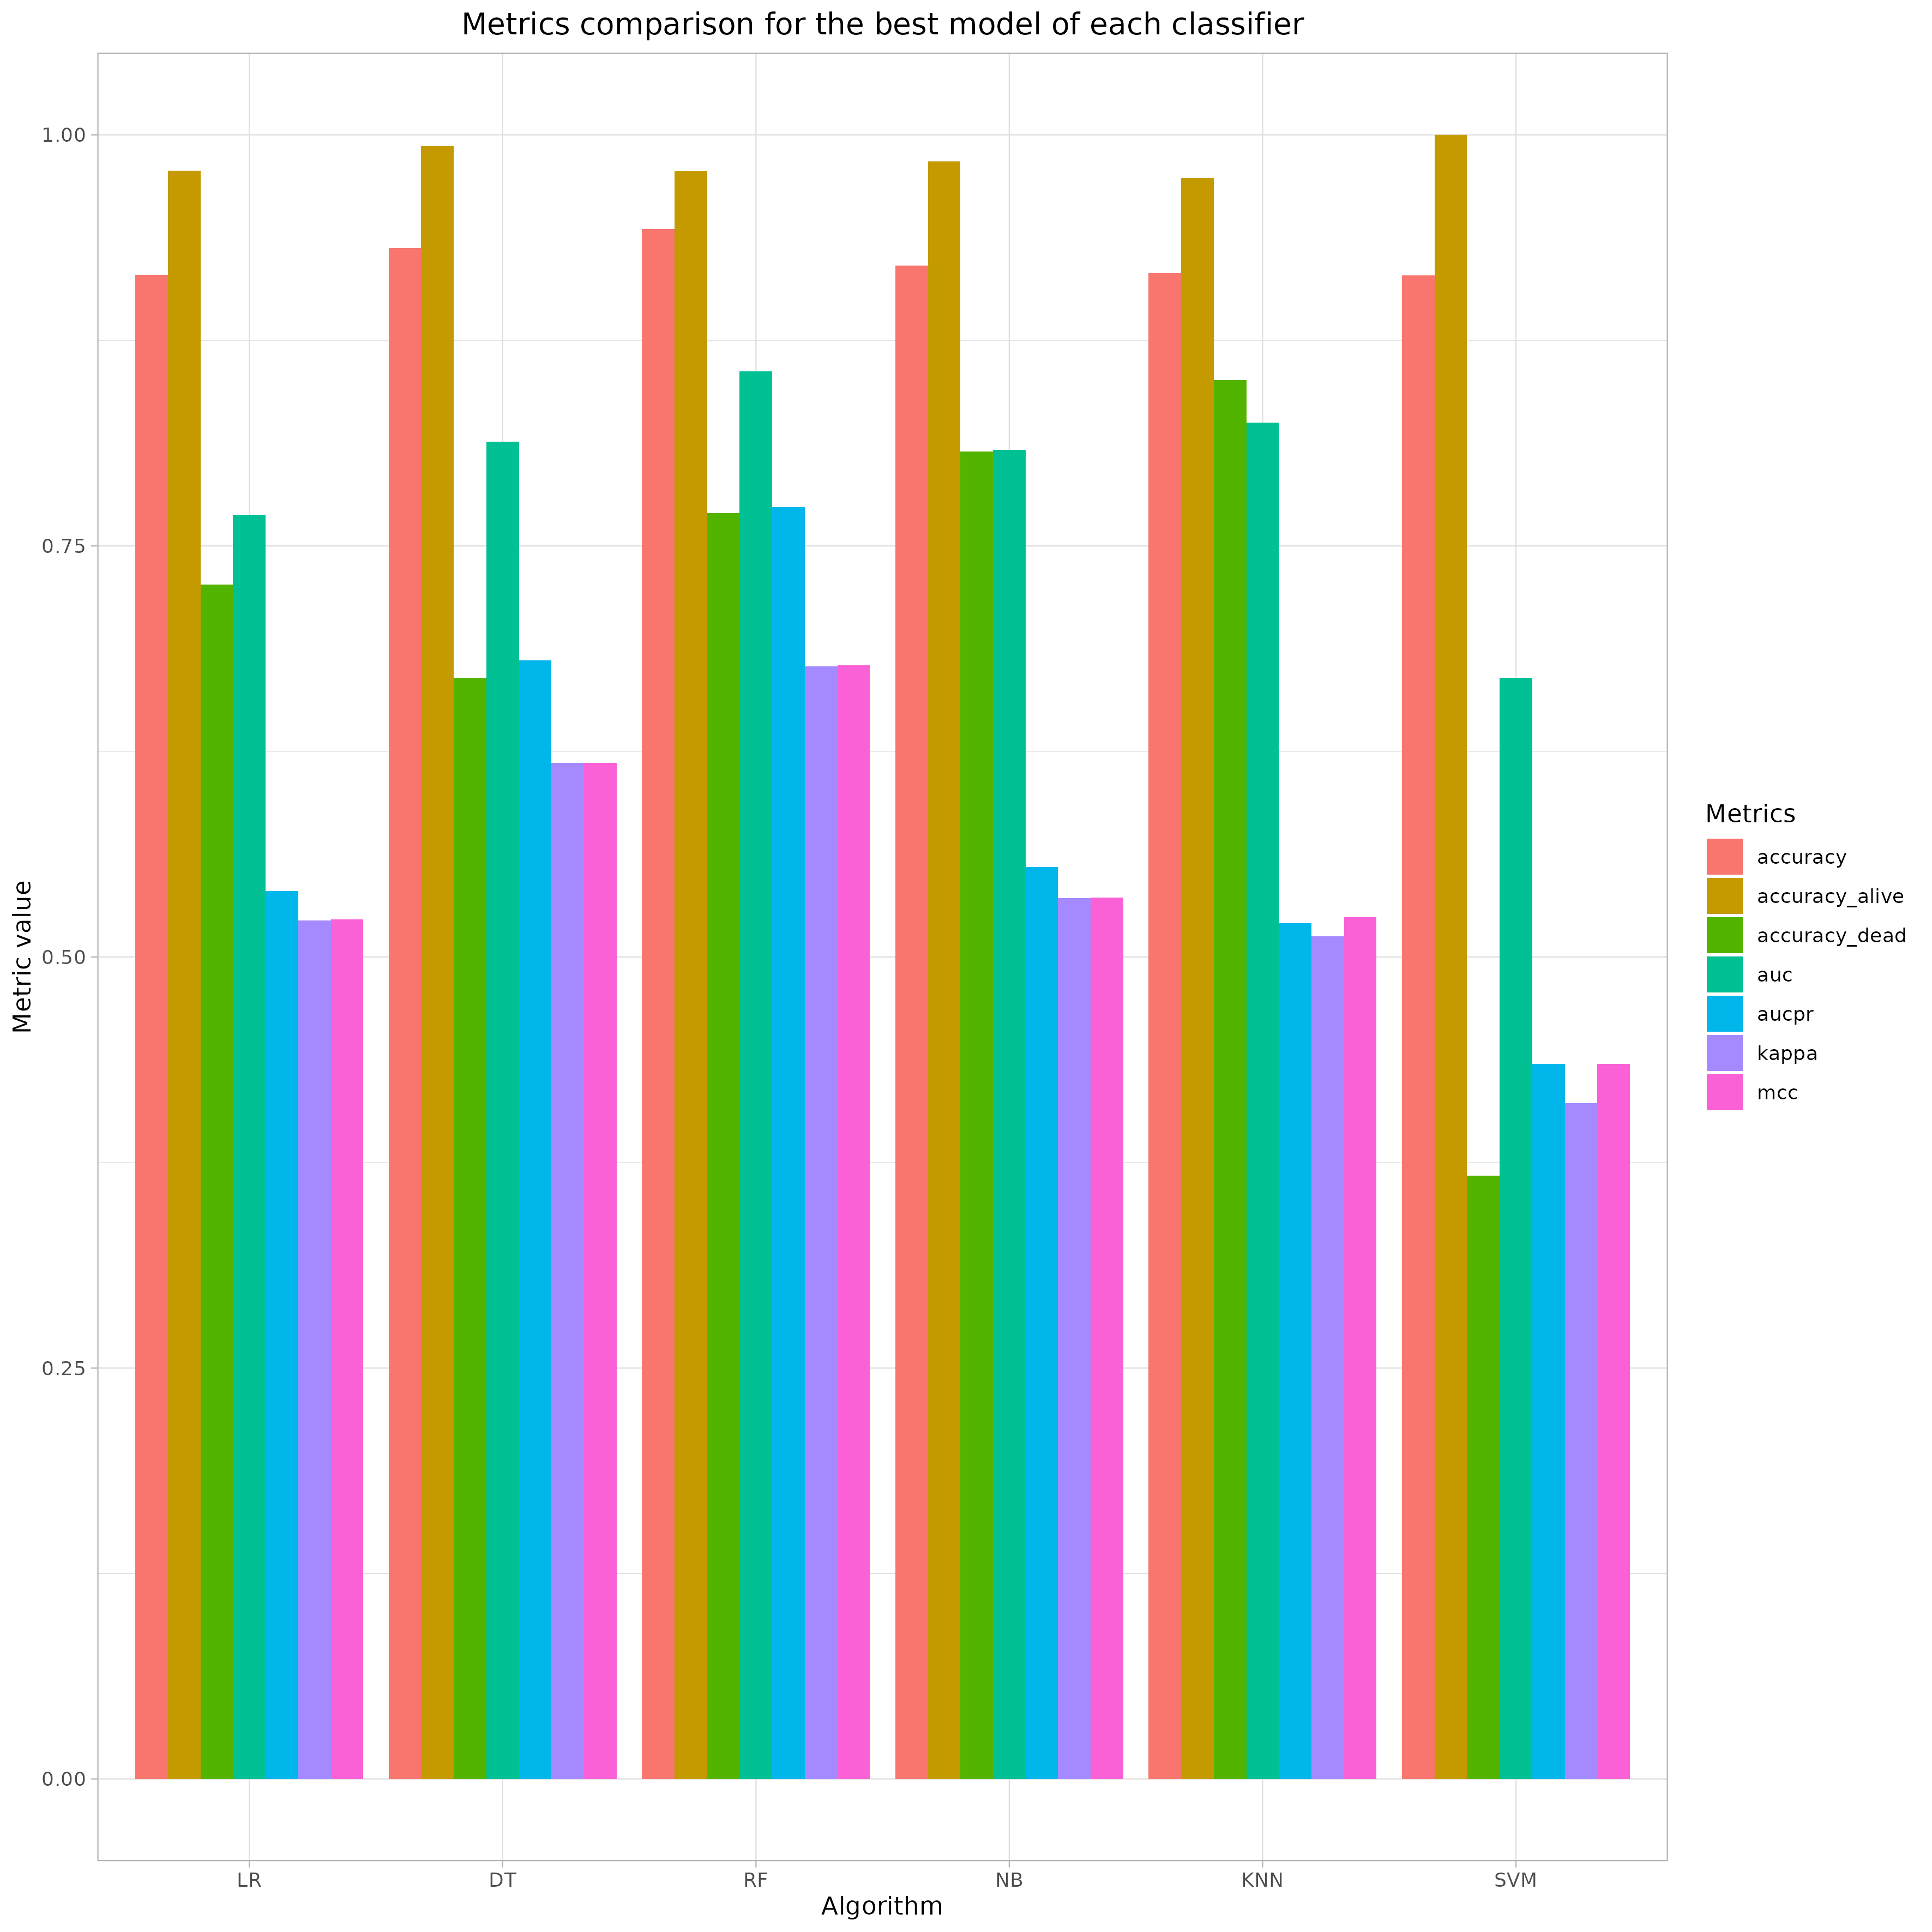 Metrics comparison for the best model of each classifier
1.00
0.75
0.50
0.25
0.00
Metric value
LR DT RF NB KNN SVM
Algorithm
Metrics
accuracy
accuracy_alive
accuracy_dead
auc
aucpr
kappa
mcc